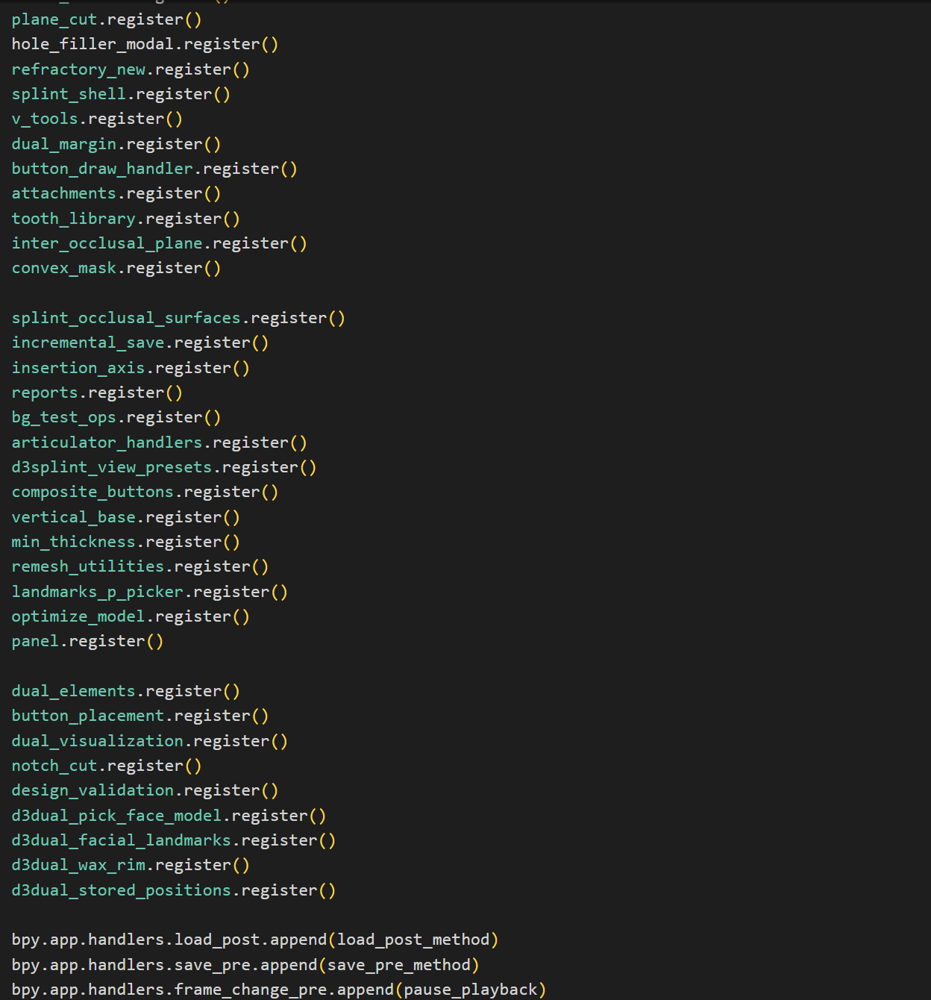 plane_cut.register()
hole_filler_modal.register()
refractory_new.register()
splint_shell.register()
v_tools.register()
dual_margin.register()
button_draw_handler.register()
attachments.register()
tooth_library.register()
inter_occlusal_plane.register()
convex_mask.register()
splint_occlusal_surfaces.register()
incremental_save.register()
insertion_axis.register()
reports.register()
bg_test_ops.register()
articulator_handlers.register()
d3splint_view_presets.register()
composite_buttons.register()
vertical_base.register()
min_thickness.register()
remesh_utilities.register()
landmarks_p_picker.register()
optimize_model.register()
panel.register()
dual_elements.register()
button_placement.register()
dual_visualization.register()
notch_cut.register()
design_validation.register()
d3dual_pick_face_model.register()
d3dual_facial_landmarks.register()
d3dual_wax_rim.register()
d3dual_stored_positions.register()
bpy.app.handlers.load_post.append(load_post_method)
bpy.app.handlers.save_pre.append(save_pre_method)
bpy.app.handlers.frame_change_pre.append(pause_playback)